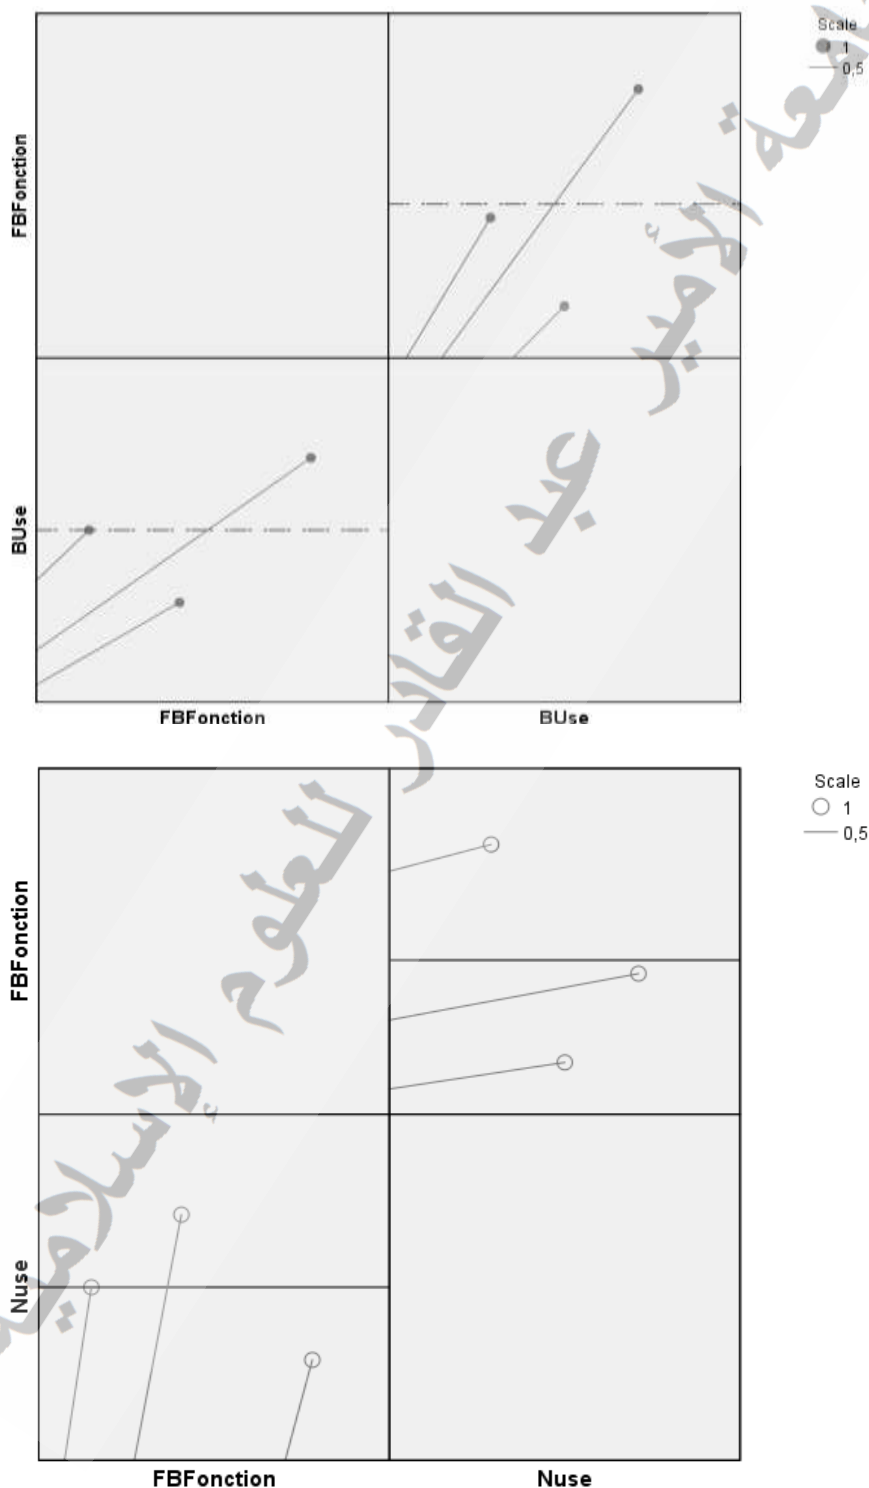 Scale
1
0,5
FBFonction
BUse
FBFonction
BUse
Scale
1
0,5
FBFonction
Nuse
FBFonction
Nuse
جامعة الأمير عبد القادر للعلوم الإسلامية